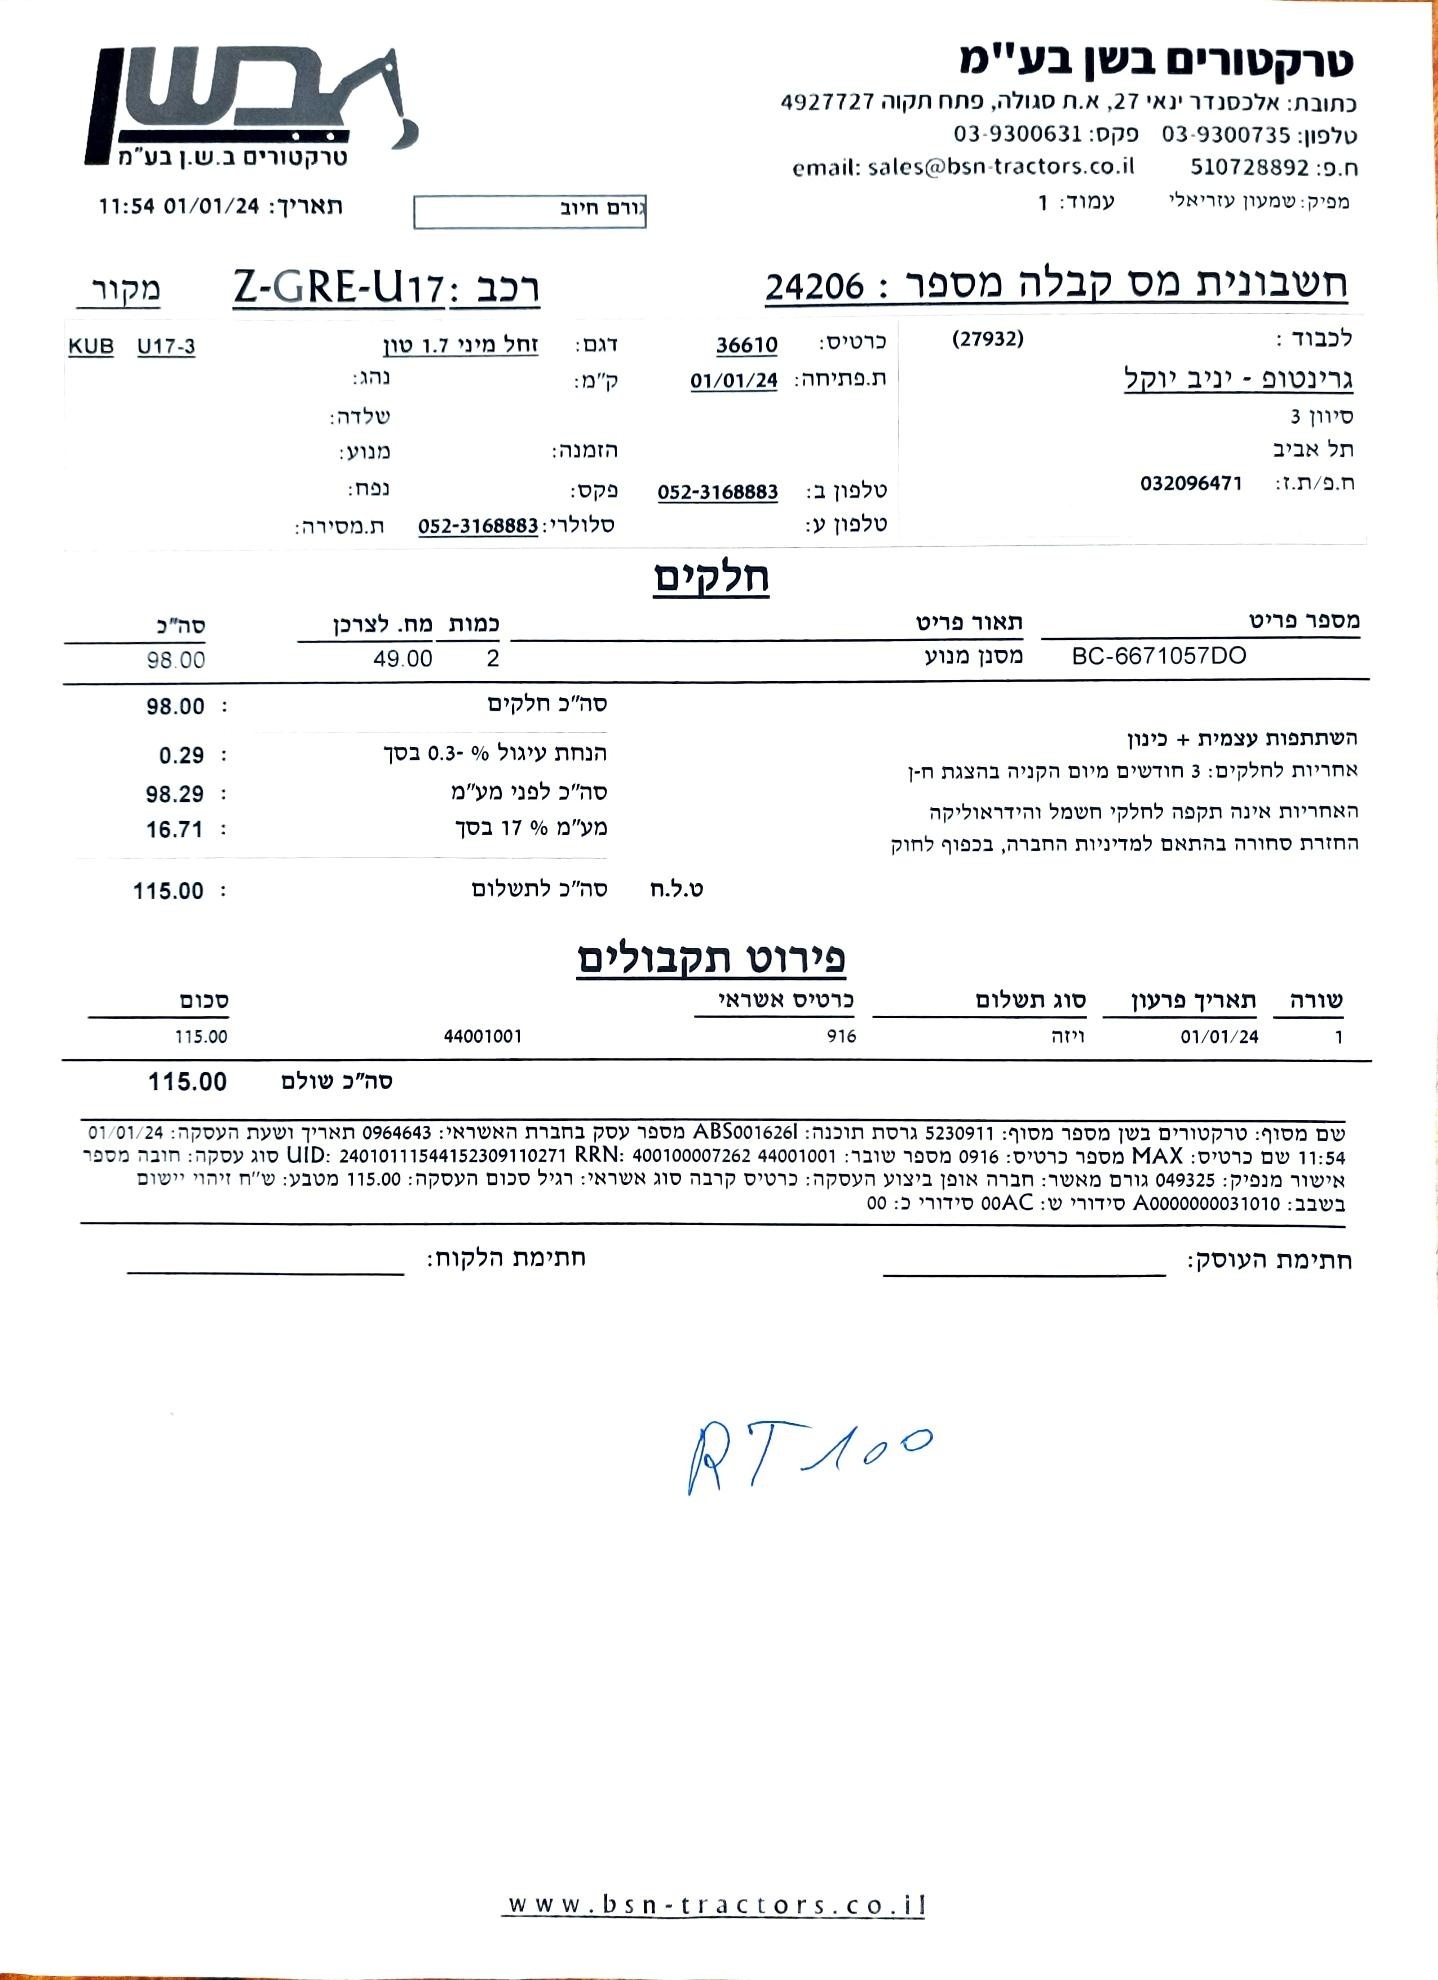 בשן
טרקטורים ב.ש.ן בע"מ
טרקטורים בשן בע"מ
כתובת: אלכסנדר ינאי 27, א.ת סגולה, פתח תקוה 4927727
טלפון: 03-9300735 פקס: 03-9300631
ח.פ: 510728892 email: sales@bsn-tractors.co.il
מפיק: שמעון עזריאלי עמוד: 1 גורם חיוב תאריך: 01/01/24 11:54
חשבונית מס קבלה מספר : 24206 רכב: Z-GRE-U17 מקור
לכבוד : (27932) כרטיס: 36610 דגם: זחל מיני 1.7 טון U17-3 KUB
גרינטופ - יניב יוקל ת.פתיחה: 01/01/24 ק"מ: נהג:
סיוון 3 שלדה:
תל אביב הזמנה: מנוע:
ח.פ/ת.ז: 032096471 טלפון ב: 052-3168883 פקס: נפח:
טלפון ע: סלולרי: 052-3168883 ת.מסירה:
חלקים
מספר פריט תאור פריט כמות מח. לצרכן סה"כ
BC-6671057DO מסנן מנוע 2 49.00 98.00
סה"כ חלקים : 98.00
השתתפות עצמית + כינון
הנחת עיגול % -0.3 בסך : 0.29
אחריות לחלקים: 3 חודשים מיום הקניה בהצגת ח-ן
סה"כ לפני מע"מ : 98.29
האחריות אינה תקפה לחלקי חשמל והידראוליקה
מע"מ % 17 בסך : 16.71
החזרת סחורה בהתאם למדיניות החברה, בכפוף לחוק
ט.ל.ח סה"כ לתשלום : 115.00
פירוט תקבולים
שורה תאריך פרעון סוג תשלום כרטיס אשראי סכום
1 01/01/24 ויזה 916 44001001 115.00
סה"כ שולם 115.00
שם מסוף: טרקטורים בשן מספר מסוף: 5230911 גרסת תוכנה: ABS001626I מספר עסק בחברת האשראי: 0964643 תאריך ושעת העסקה: 01/01/24
11:54 שם כרטיס: MAX מספר כרטיס: 0916 מספר שובר: 44001001 RRN: 400100007262 UID: 24010111544152309110271 סוג עסקה: חובה מספר
אישור מנפיק: 049325 גורם מאשר: חברה אופן ביצוע העסקה: כרטיס קרבה סוג אשראי: רגיל סכום העסקה: 115.00 מטבע: ש"ח זיהוי יישום
בשבב: A0000000031010 סידורי ש: 00AC סידורי כ: 00
חתימת העוסק: חתימת הלקוח:
RT 100
www.bsn-tractors.co.il